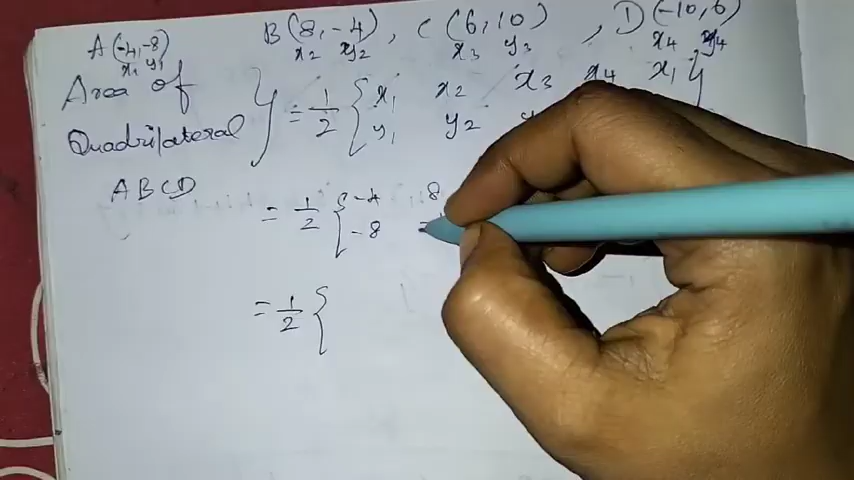 A(-4,-8) B(8,-4), C(6,10), D(-10,6)
x₁ y₁ x₂ y₂ x₃ y₃ x₄ y₄
Area of
Quadrilateral } = 1/2 { x₁ x₂ x₃ x₄ x₁ }
y₁ y₂
ABCD
= 1/2 { -4 8
-8
= 1/2 {